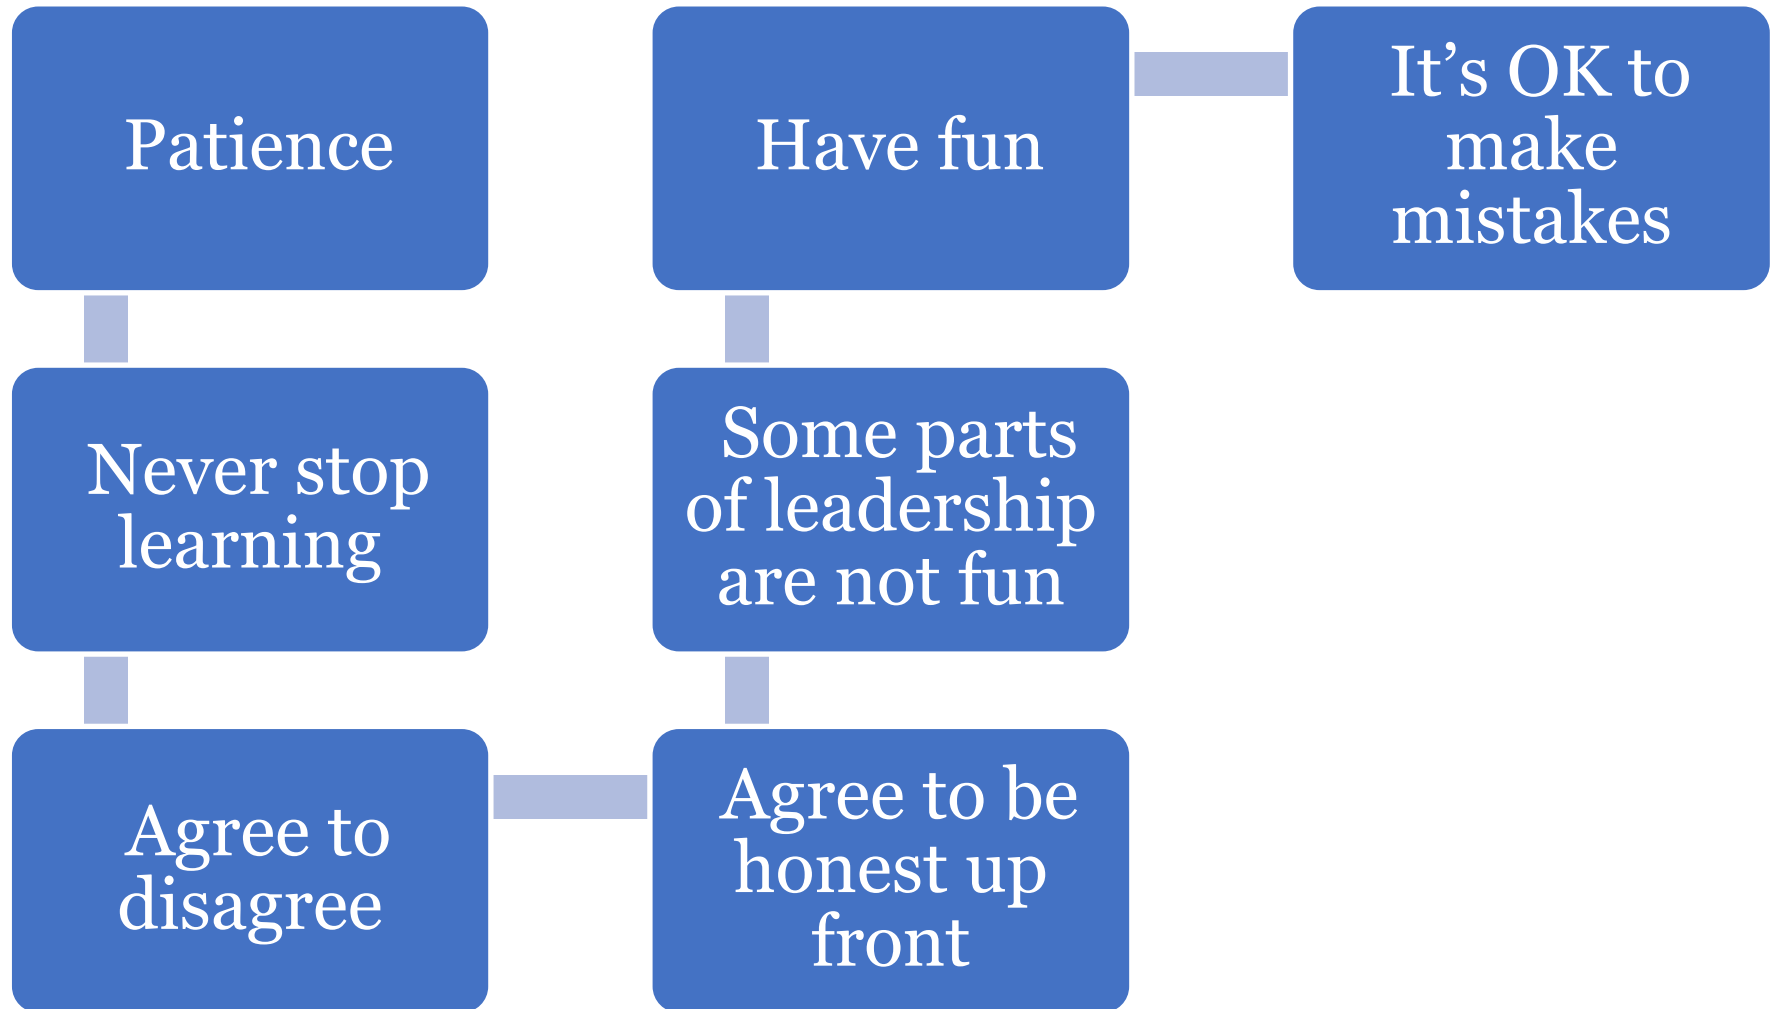 Patience
Never stop
learning
Agree to
disagree
Agree to be
honest up
front
Some parts
of leadership
are not fun
Have fun
It’s OK to
make
mistakes